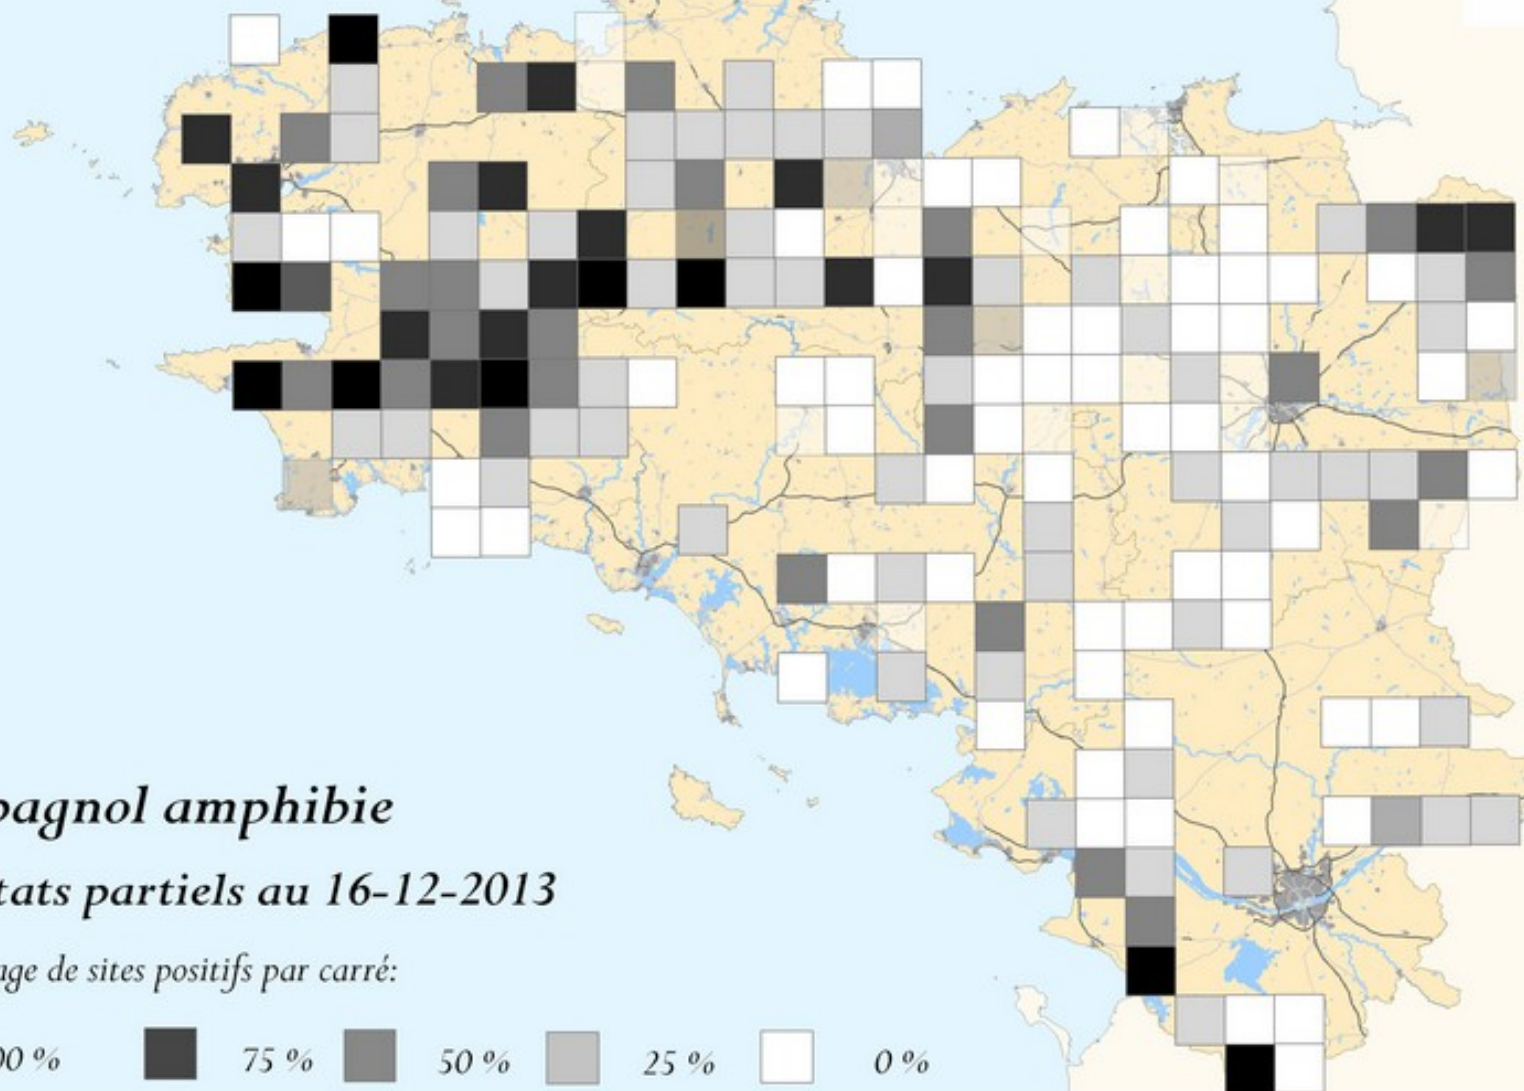 pagnol amphibie
tats partiels au 16-12-2013
age de sites positifs par carré:
00 % 75 % 50 % 25 % 0 %